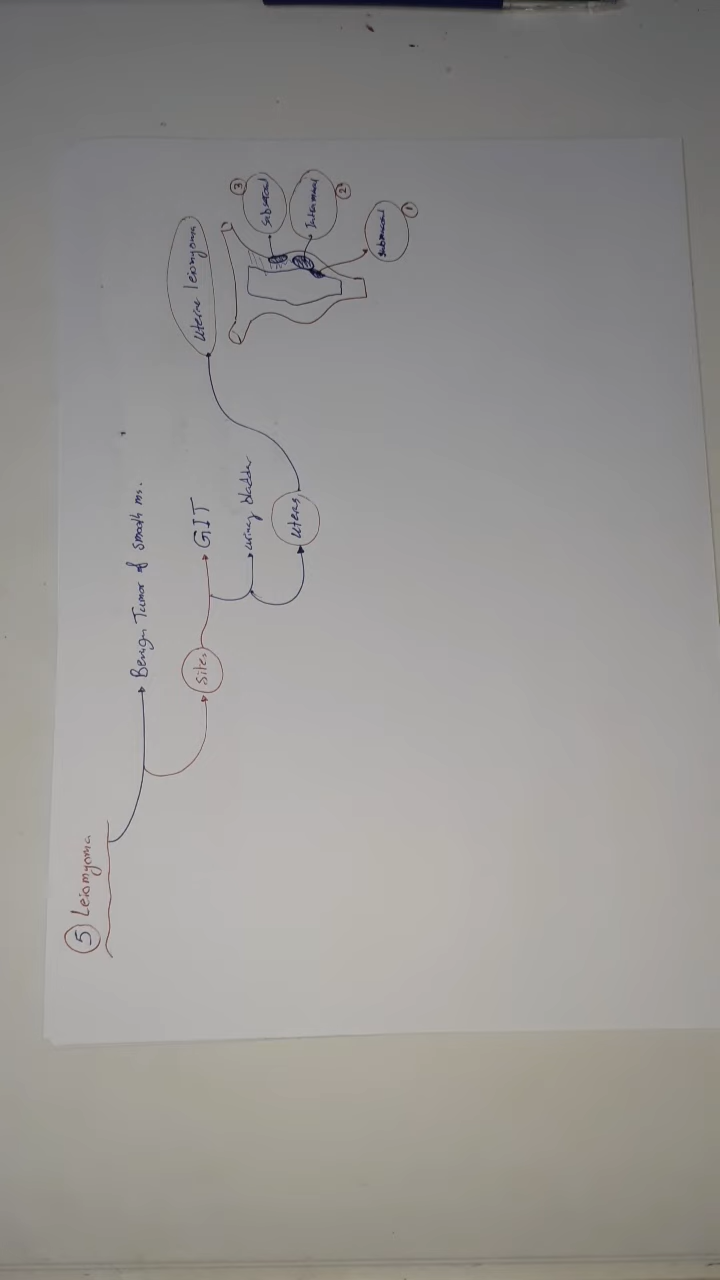 5 Leiomyoma
Benign Tumor of Smooth ms.
Sites
GIT
urinary bladder
Uterus
Uterine leiomyoma
3 Subserosal
2 Intramural
1 Submucosal